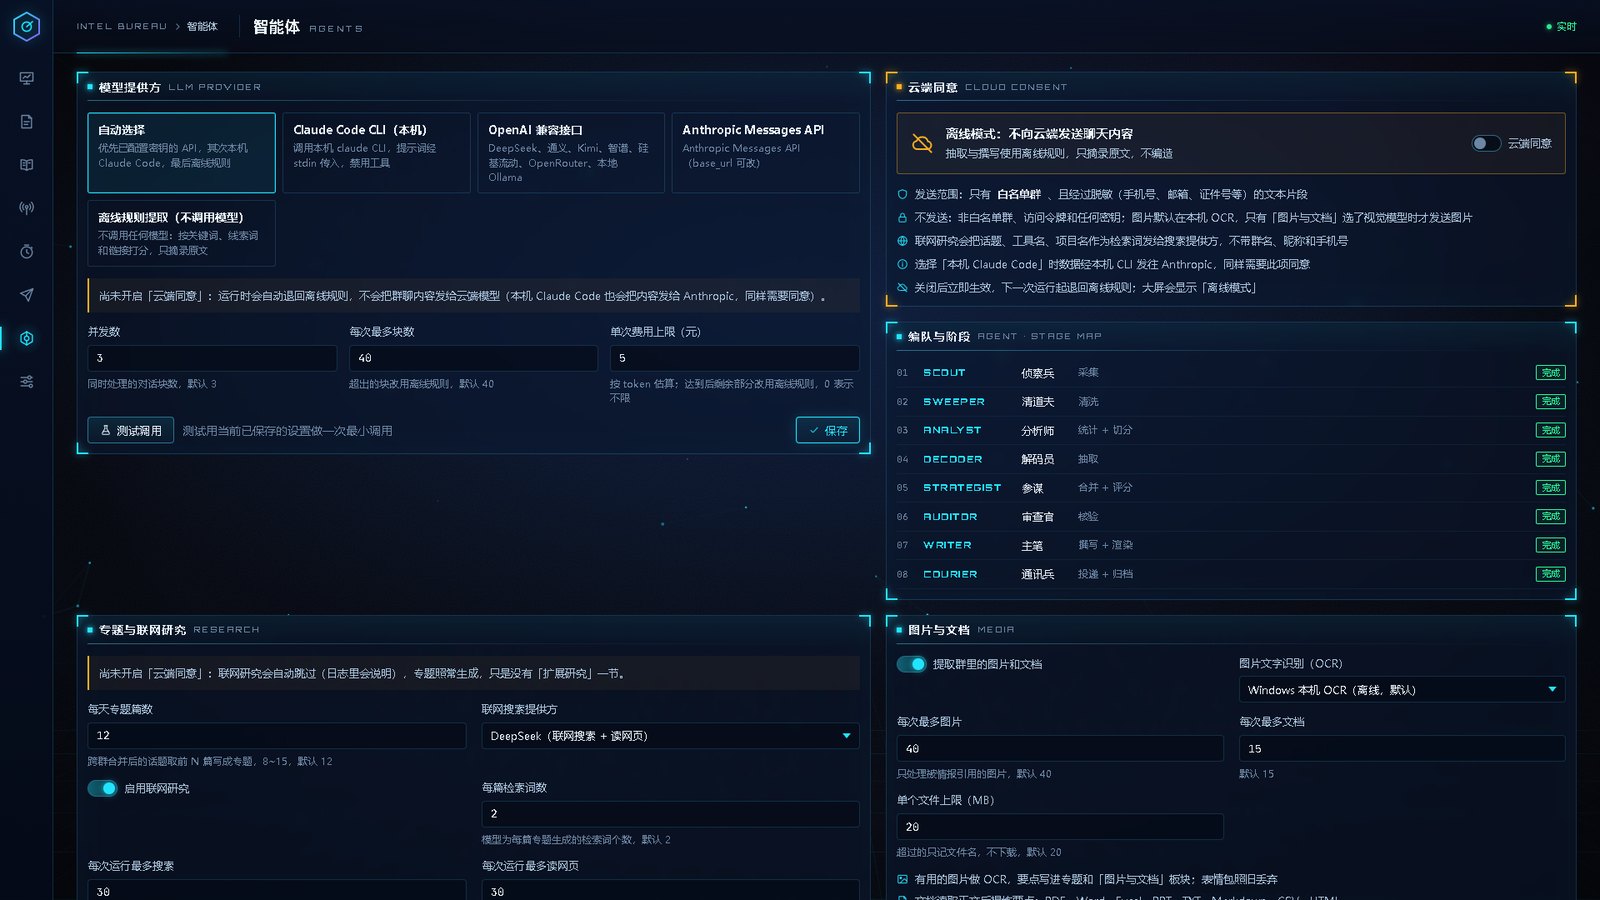 INTEL BUREAU > 智能体
智能体 AGENTS
实时
模型提供方 LLM PROVIDER
自动选择
优先已配置密钥的 API，其次本机
Claude Code，最后离线规则
Claude Code CLI（本机）
调用本机 claude CLI，提示词经
stdin 传入，禁用工具
OpenAI 兼容接口
DeepSeek、通义、Kimi、智谱、硅
基流动、OpenRouter、本地
Ollama
Anthropic Messages API
Anthropic Messages API
（base_url 可改）
离线规则提取（不调用模型）
不调用任何模型：按关键词、线索词
和链接打分，只摘录原文
尚未开启「云端同意」：运行时会自动退回离线规则，不会把群聊内容发给云端模型（本机 Claude Code 也会把内容发给 Anthropic，同样需要同意）。
并发数
3
同时处理的对话块数，默认 3
每次最多块数
40
超出的块改用离线规则，默认 40
单次费用上限（元）
5
按 token 估算；达到后剩余部分改用离线规则，0 表示
不限
测试调用
测试用当前已保存的设置做一次最小调用
保存
云端同意 CLOUD CONSENT
离线模式：不向云端发送聊天内容
抽取与撰写使用离线规则，只摘录原文，不编造
云端同意
发送范围：只有 白名单群 、且经过脱敏（手机号、邮箱、证件号等）的文本片段
不发送：非白名单群、访问令牌和任何密钥；图片默认在本机 OCR，只有「图片与文档」选了视觉模型时才发送图片
联网研究会把话题、工具名、项目名作为检索词发给搜索提供方，不带群名、昵称和手机号
选择「本机 Claude Code」时数据经本机 CLI 发往 Anthropic，同样需要此项同意
关闭后立即生效，下一次运行起退回离线规则；大屏会显示「离线模式」
编队与阶段 AGENT · STAGE MAP
01 SCOUT 侦察兵 采集 完成
02 SWEEPER 清道夫 清洗 完成
03 ANALYST 分析师 统计 + 切分 完成
04 DECODER 解码员 抽取 完成
05 STRATEGIST 参谋 合并 + 评分 完成
06 AUDITOR 审查官 核验 完成
07 WRITER 主笔 撰写 + 渲染 完成
08 COURIER 通讯兵 投递 + 归档 完成
专题与联网研究 RESEARCH
尚未开启「云端同意」：联网研究会自动跳过（日志里会说明），专题照常生成，只是没有「扩展研究」一节。
每天专题篇数
12
跨群合并后的话题取前 N 篇写成专题，8~15，默认 12
联网搜索提供方
DeepSeek（联网搜索 + 读网页）
启用联网研究
每篇检索词数
2
模型为每篇专题生成的检索词个数，默认 2
每次运行最多搜索
30
每次运行最多读网页
30
图片与文档 MEDIA
提取群里的图片和文档
图片文字识别（OCR）
Windows 本机 OCR（离线，默认）
每次最多图片
40
只处理被情报引用的图片，默认 40
每次最多文档
15
默认 15
单个文件上限（MB）
20
超过的只记文件名，不下载，默认 20
有用的图片做 OCR，要点写进专题和「图片与文档」板块；表情包照旧丢弃